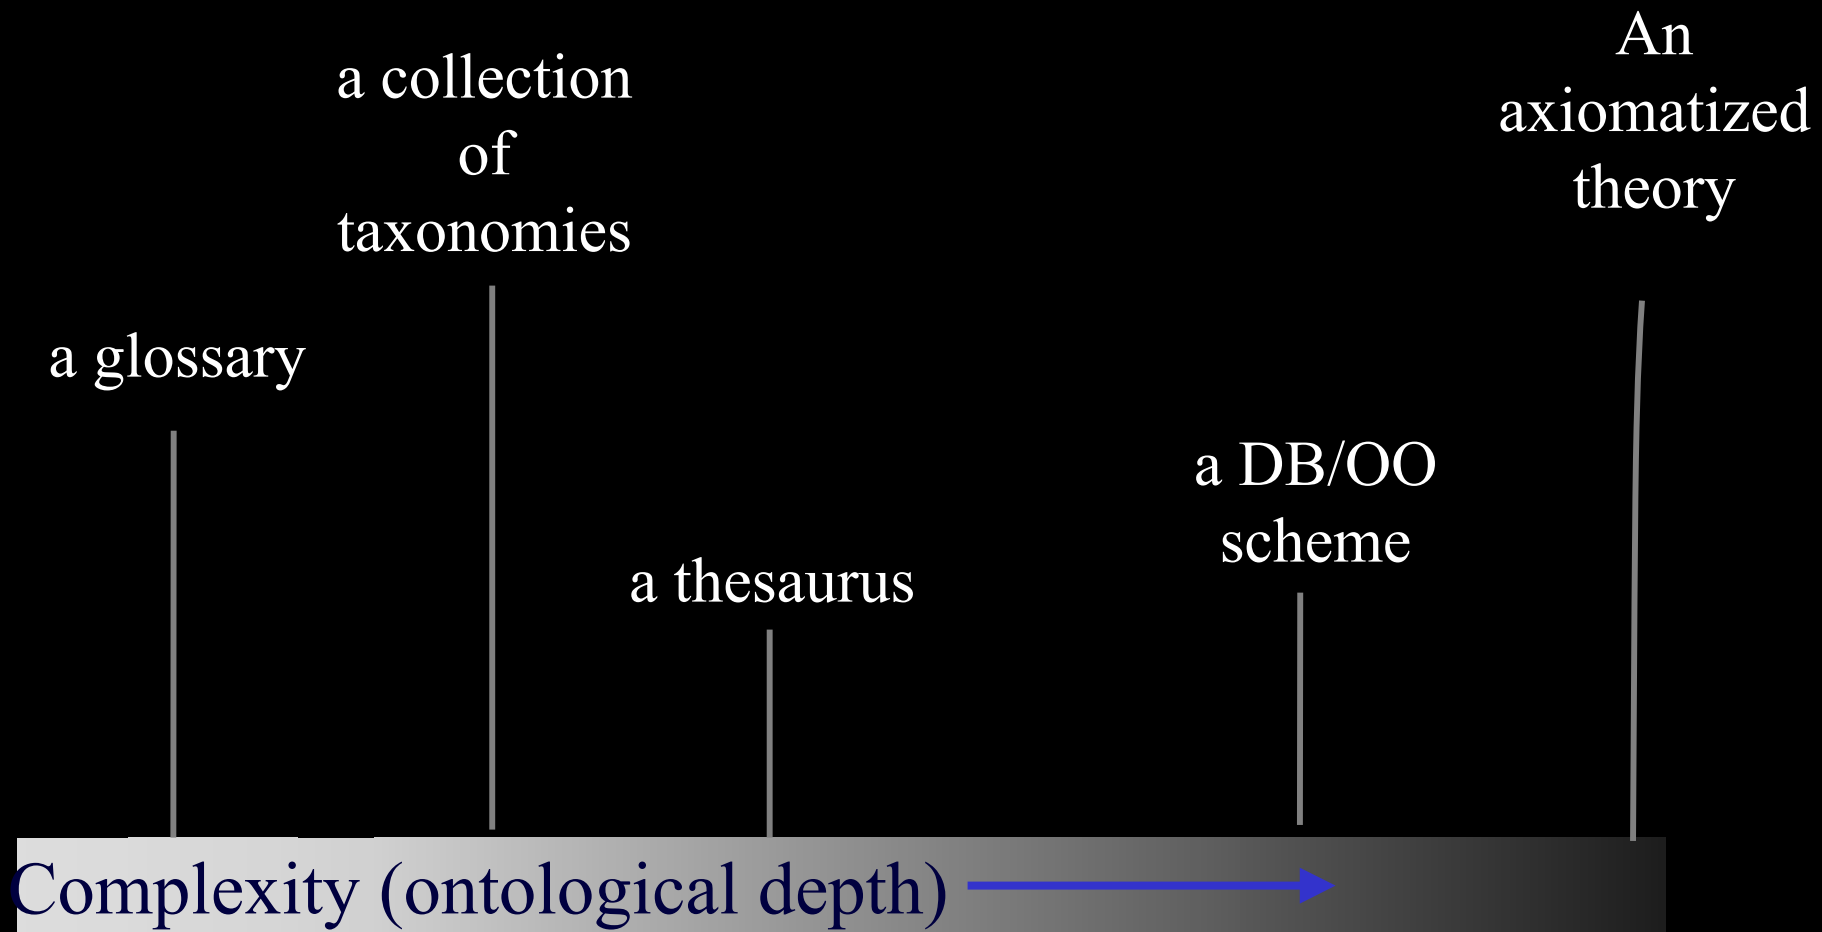 a glossary
a collection
of
taxonomies
a thesaurus
a DB/OO
scheme
An
axiomatized
theory
Complexity (ontological depth)